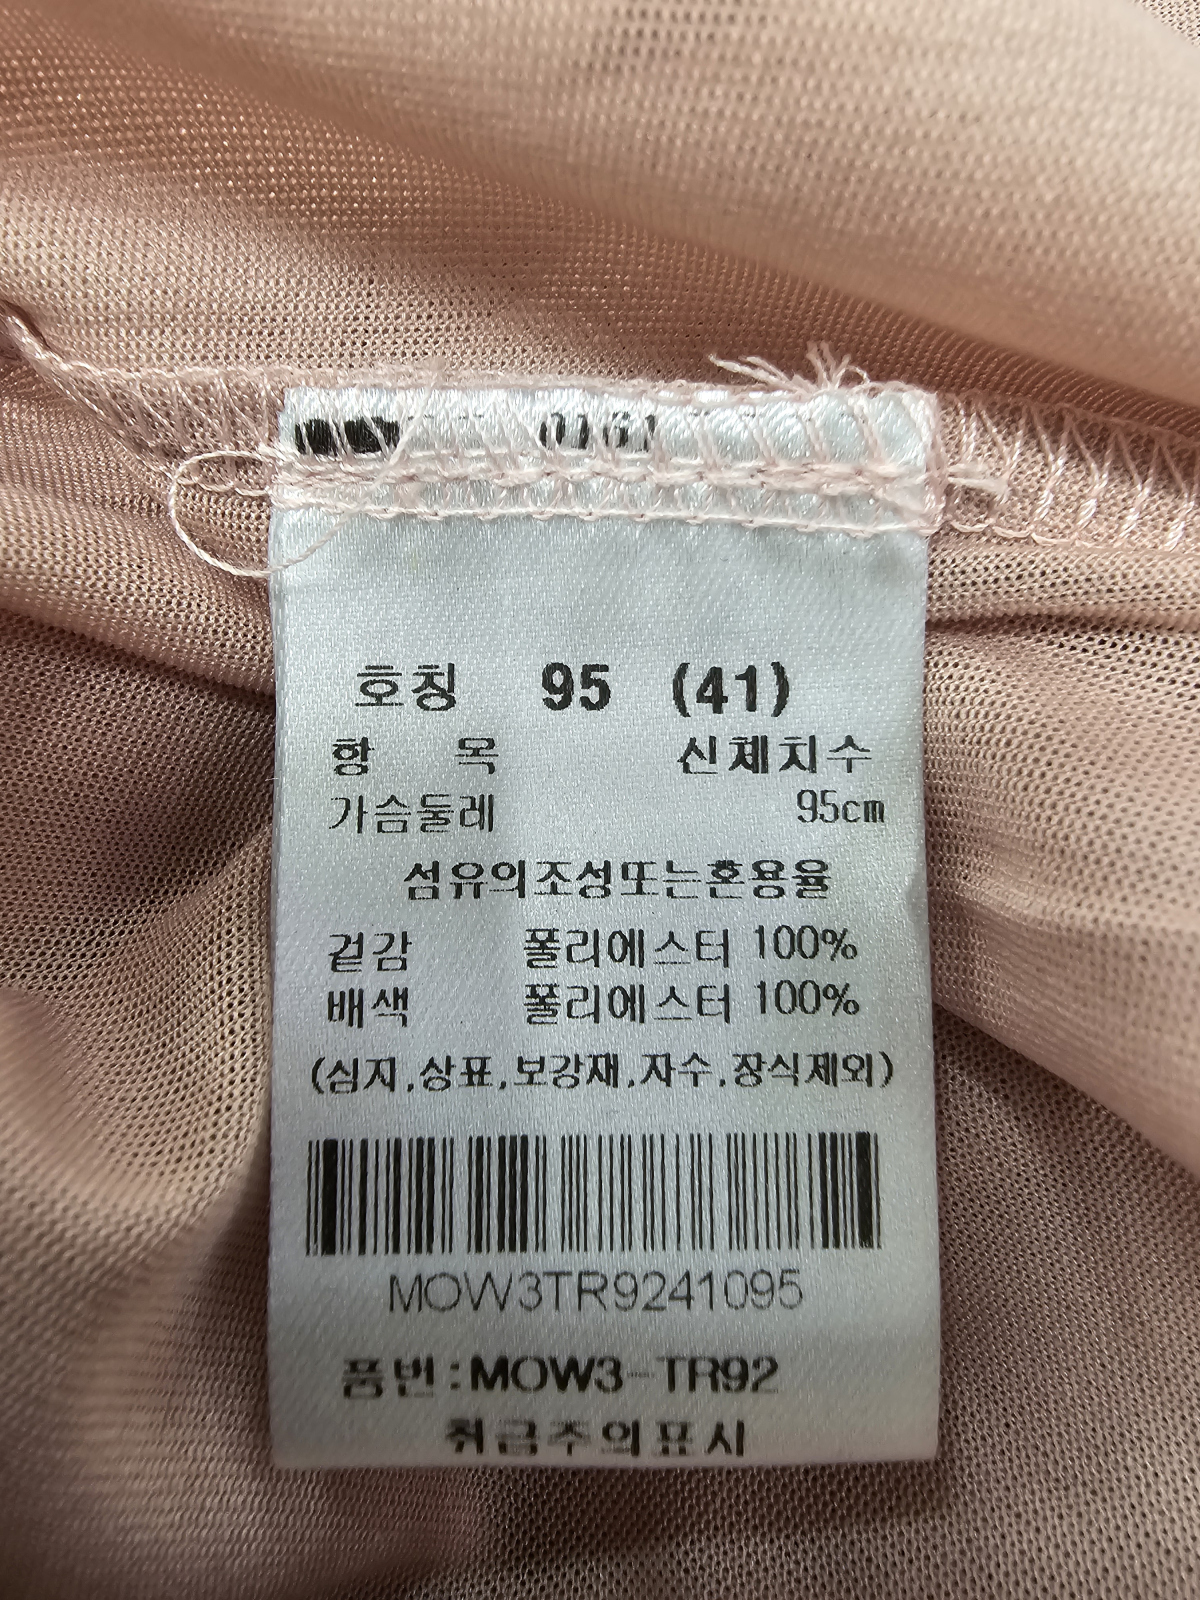 호칭 95 (41)
항 목 신체치수
가슴둘레 95cm
섬유의조성또는혼용율
겉감 폴리에스터 100%
배색 폴리에스터 100%
(심지,상표,보강재,자수,장식제외)
MOW3TR9241095
품번:MOW3-TR92
취급주의표시